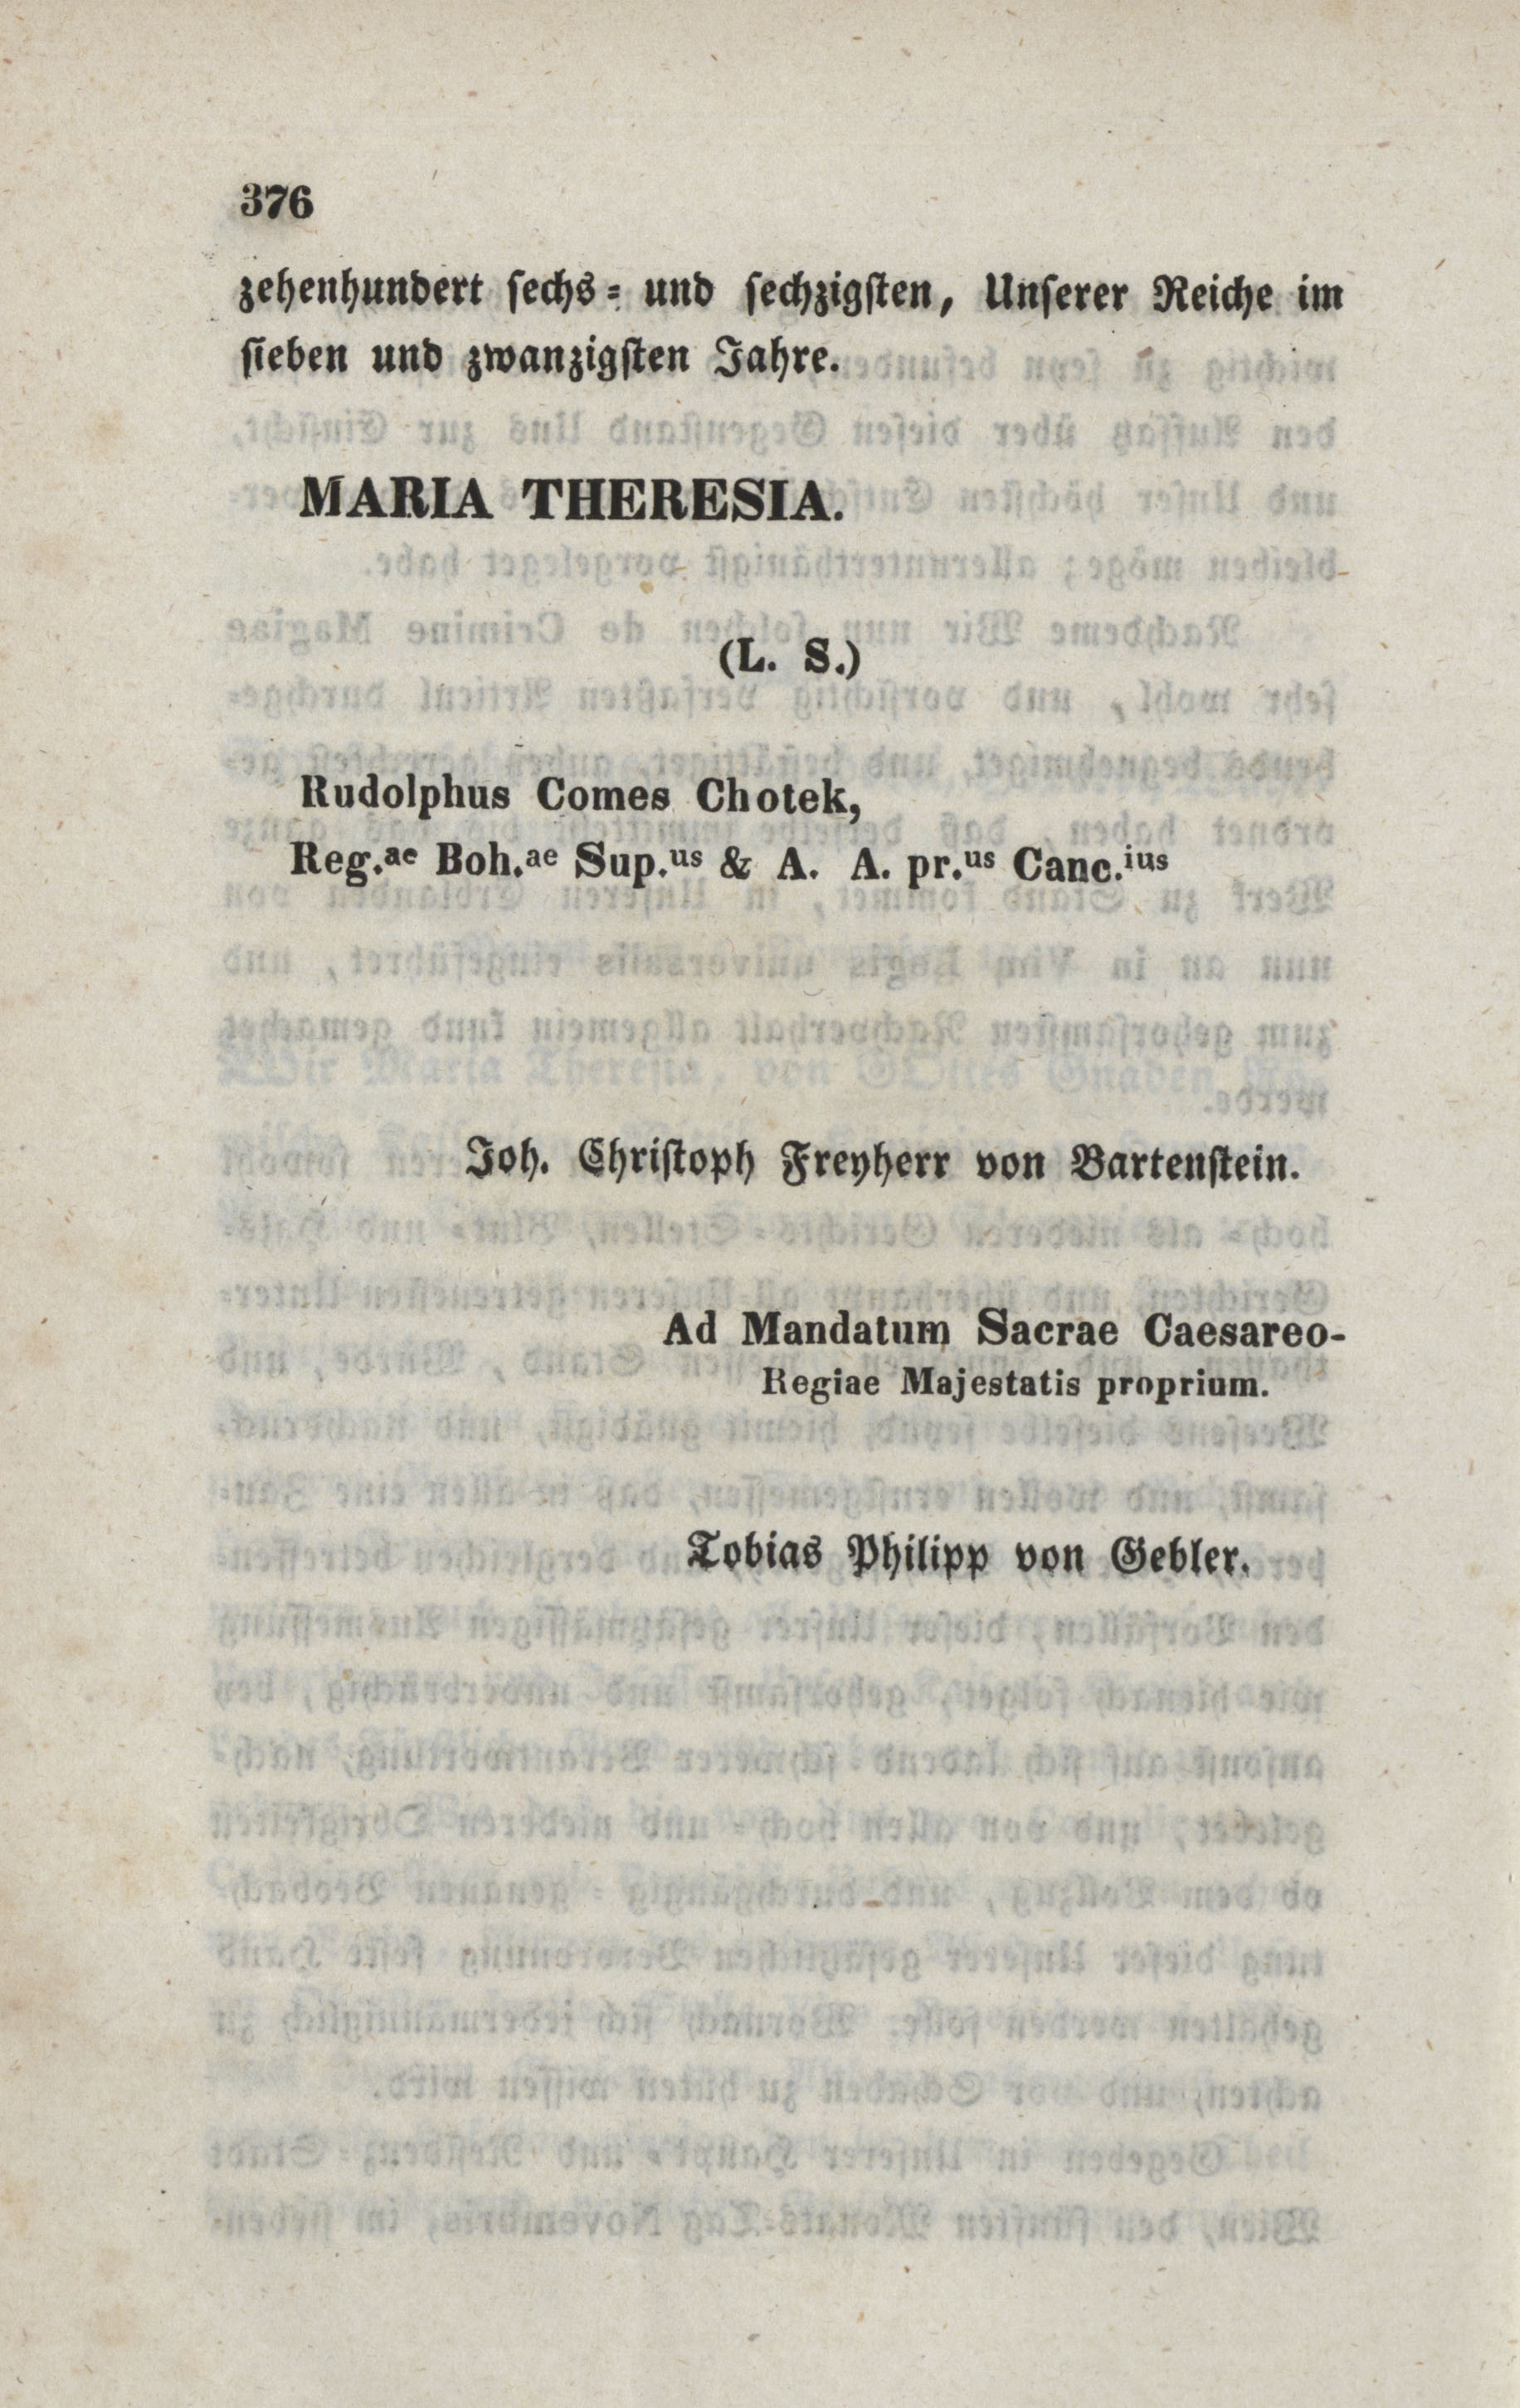 376
zehenhundert sechs= und sechzigsten, Unserer Reiche im
sieben und zwanzigsten Jahre.
MARIA THERESIA.
(L. S.)
Rudolphus Comes Chotek,
Reg.ae Boh.ae Sup.us & A. A. pr.us Canc.ius
Joh. Christoph Freyherr von Bartenstein.
Ad Mandatum Sacrae Caesareo-
Regiae Majestatis proprium.
Tobias Philipp von Gebler.